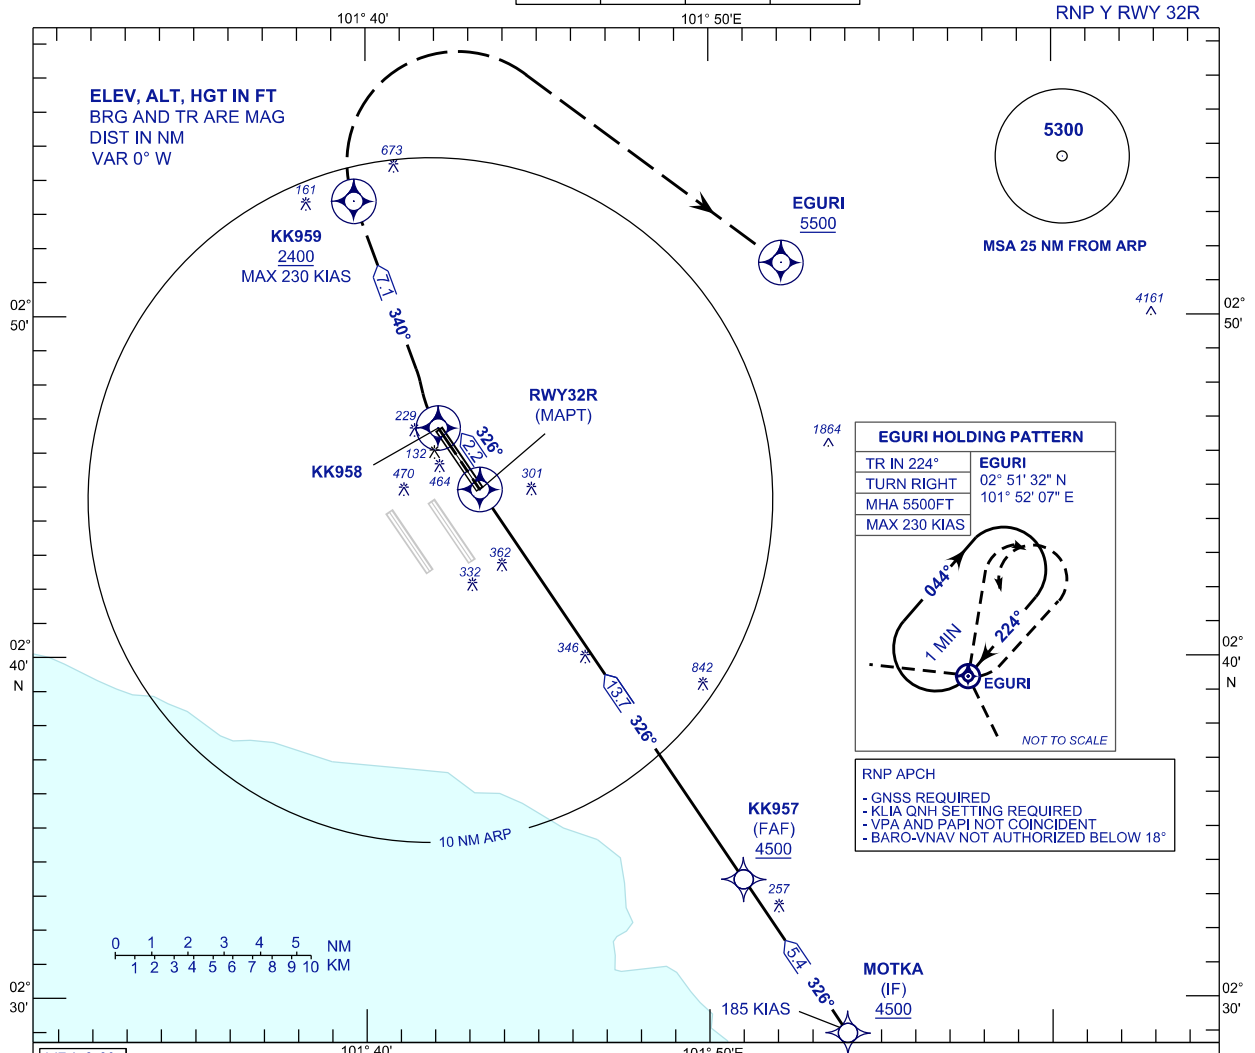 101° 40'
101° 50'E
RNP Y RWY 32R
ELEV, ALT, HGT IN FT
BRG AND TR ARE MAG
DIST IN NM
VAR 0° W
5300
MSA 25 NM FROM ARP
673
161
KK959
2400
MAX 230 KIAS
EGURI
5500
7.1
340°
4161
02°
50'
02°
50'
RWY32R
(MAPT)
229
326°
2.2
132
KK958
470
464
301
1864
EGURI HOLDING PATTERN
TR IN 224°
TURN RIGHT
MHA 5500FT
MAX 230 KIAS
EGURI
02° 51' 32" N
101° 52' 07" E
044°
1 MIN
224°
EGURI
NOT TO SCALE
362
332
346
842
02°
40'
N
02°
40'
N
13.7
326°
RNP APCH
- GNSS REQUIRED
- KLIA QNH SETTING REQUIRED
- VPA AND PAPI NOT COINCIDENT
- BARO-VNAV NOT AUTHORIZED BELOW 18°
10 NM ARP
KK957
(FAF)
4500
257
5.4
326°
MOTKA
(IF)
4500
185 KIAS
0 1 2 3 4 5 NM
1 2 3 4 5 6 7 8 9 10 KM
02°
30'
02°
30'
101° 40'
101° 50'E